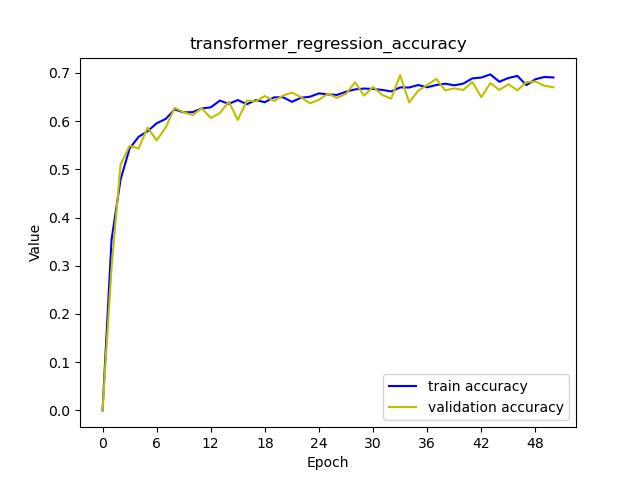 transformer_regression_accuracy
Value
0.7
0.6
0.5
0.4
0.3
0.2
0.1
0.0
train accuracy
validation accuracy
0 6 12 18 24 30 36 42 48
Epoch